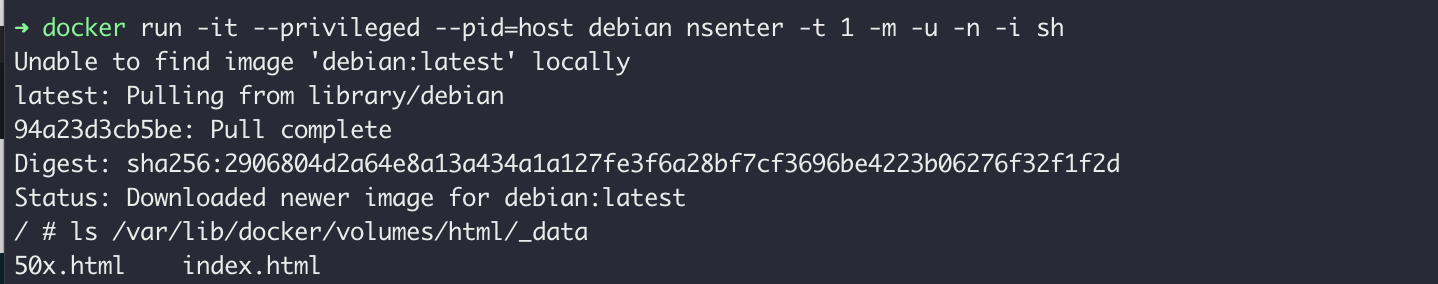 ➜ docker run -it --privileged --pid=host debian nsenter -t 1 -m -u -n -i sh
Unable to find image 'debian:latest' locally
latest: Pulling from library/debian
94a23d3cb5be: Pull complete
Digest: sha256:2906804d2a64e8a13a434a1a127fe3f6a28bf7cf3696be4223b06276f32f1f2d
Status: Downloaded newer image for debian:latest
/ # ls /var/lib/docker/volumes/html/_data
50x.html    index.html